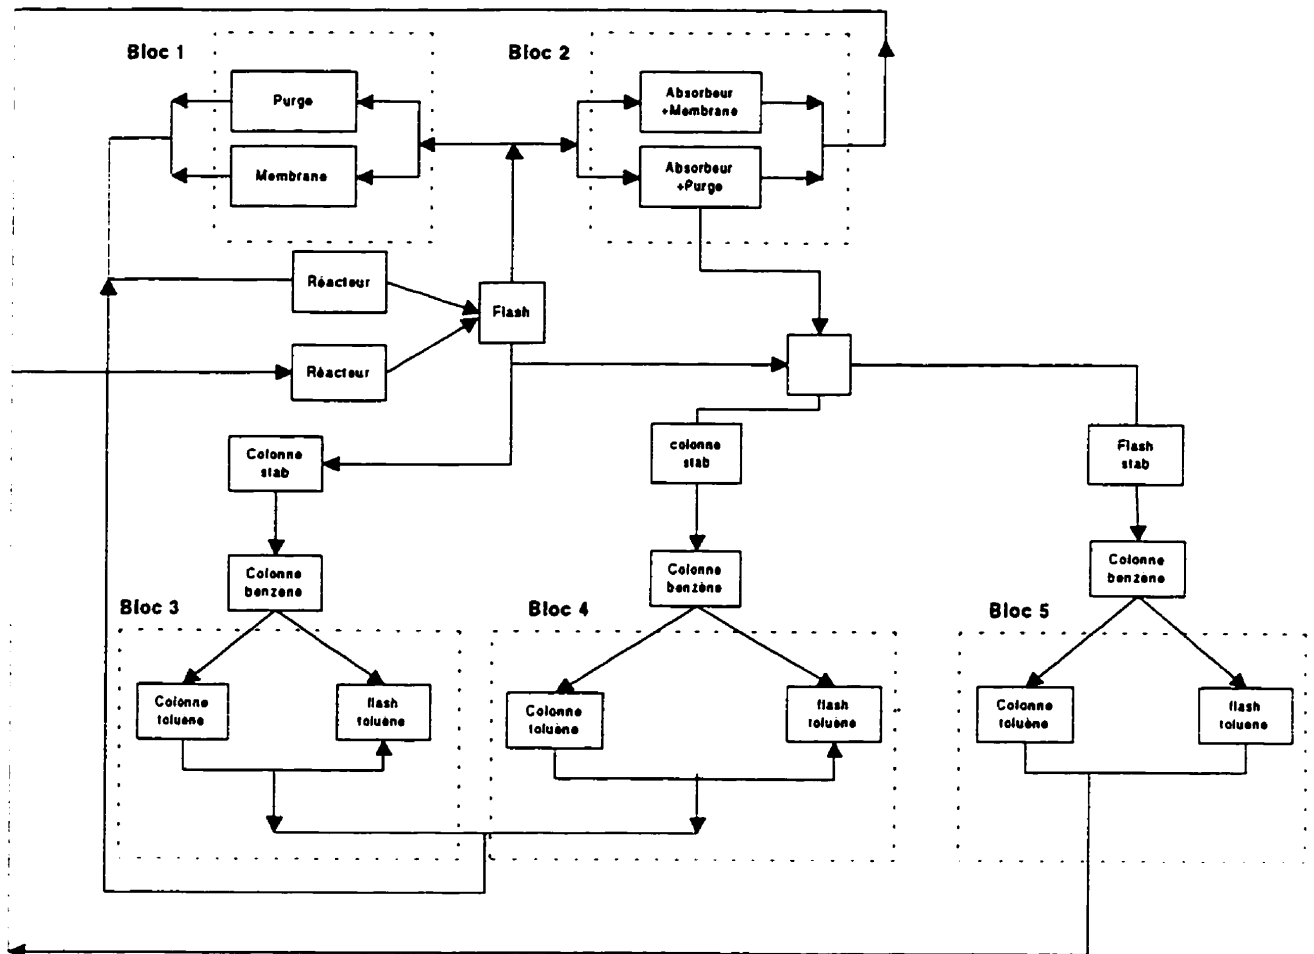 Bloc 1
Bloc 2
Purge
Absorbeur
+Membrane
Membrane
Absorbeur
+Purge
Réacteur
Flash
Réacteur
Colonne
stab
colonne
stab
Flash
stab
Colonne
benzene
Colonne
benzène
Colonne
benzène
Bloc 3
Bloc 4
Bloc 5
Colonne
toluène
flash
toluène
Colonne
toluène
flash
toluène
Colonne
toluène
flash
toluène